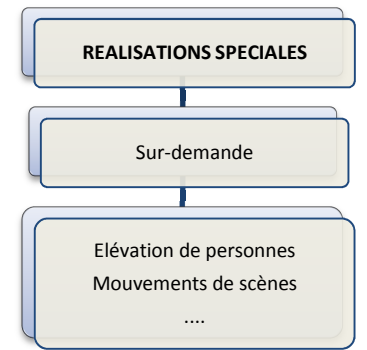 REALISATIONS SPECIALES
Sur-demande
Elévation de personnes
Mouvements de scènes
....